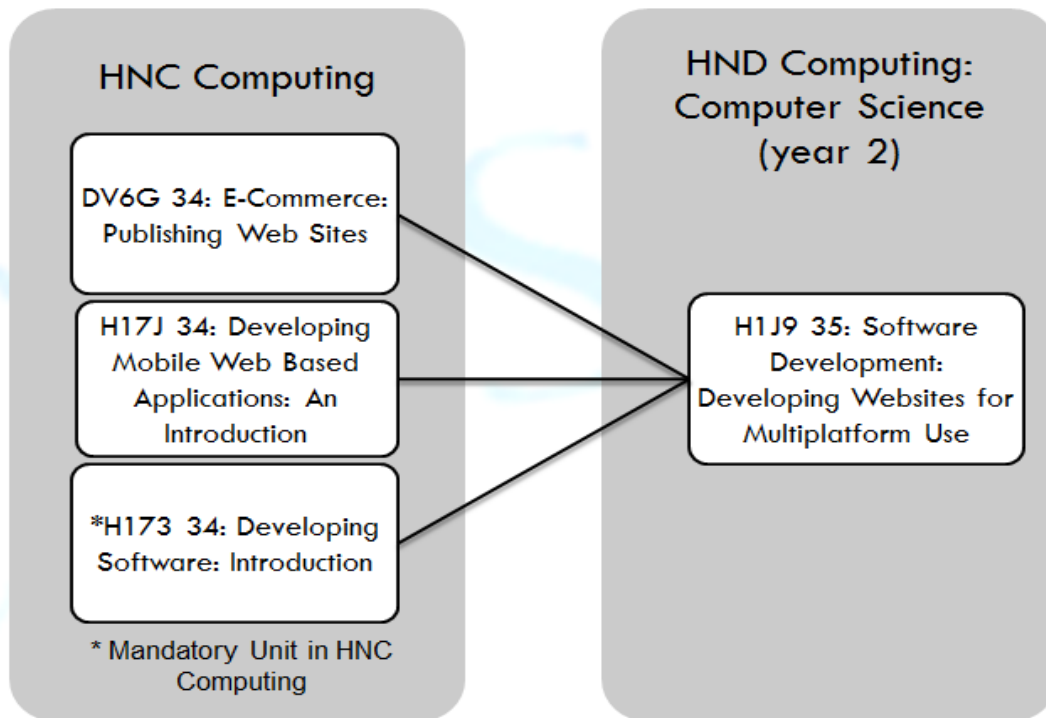 HNC Computing
DV6G 34: E-Commerce:
Publishing Web Sites
H17J 34: Developing
Mobile Web Based
Applications: An
Introduction
*H173 34: Developing
Software: Introduction
* Mandatory Unit in HNC
Computing
HND Computing:
Computer Science
(year 2)
H1J9 35: Software
Development:
Developing Websites for
Multiplatform Use